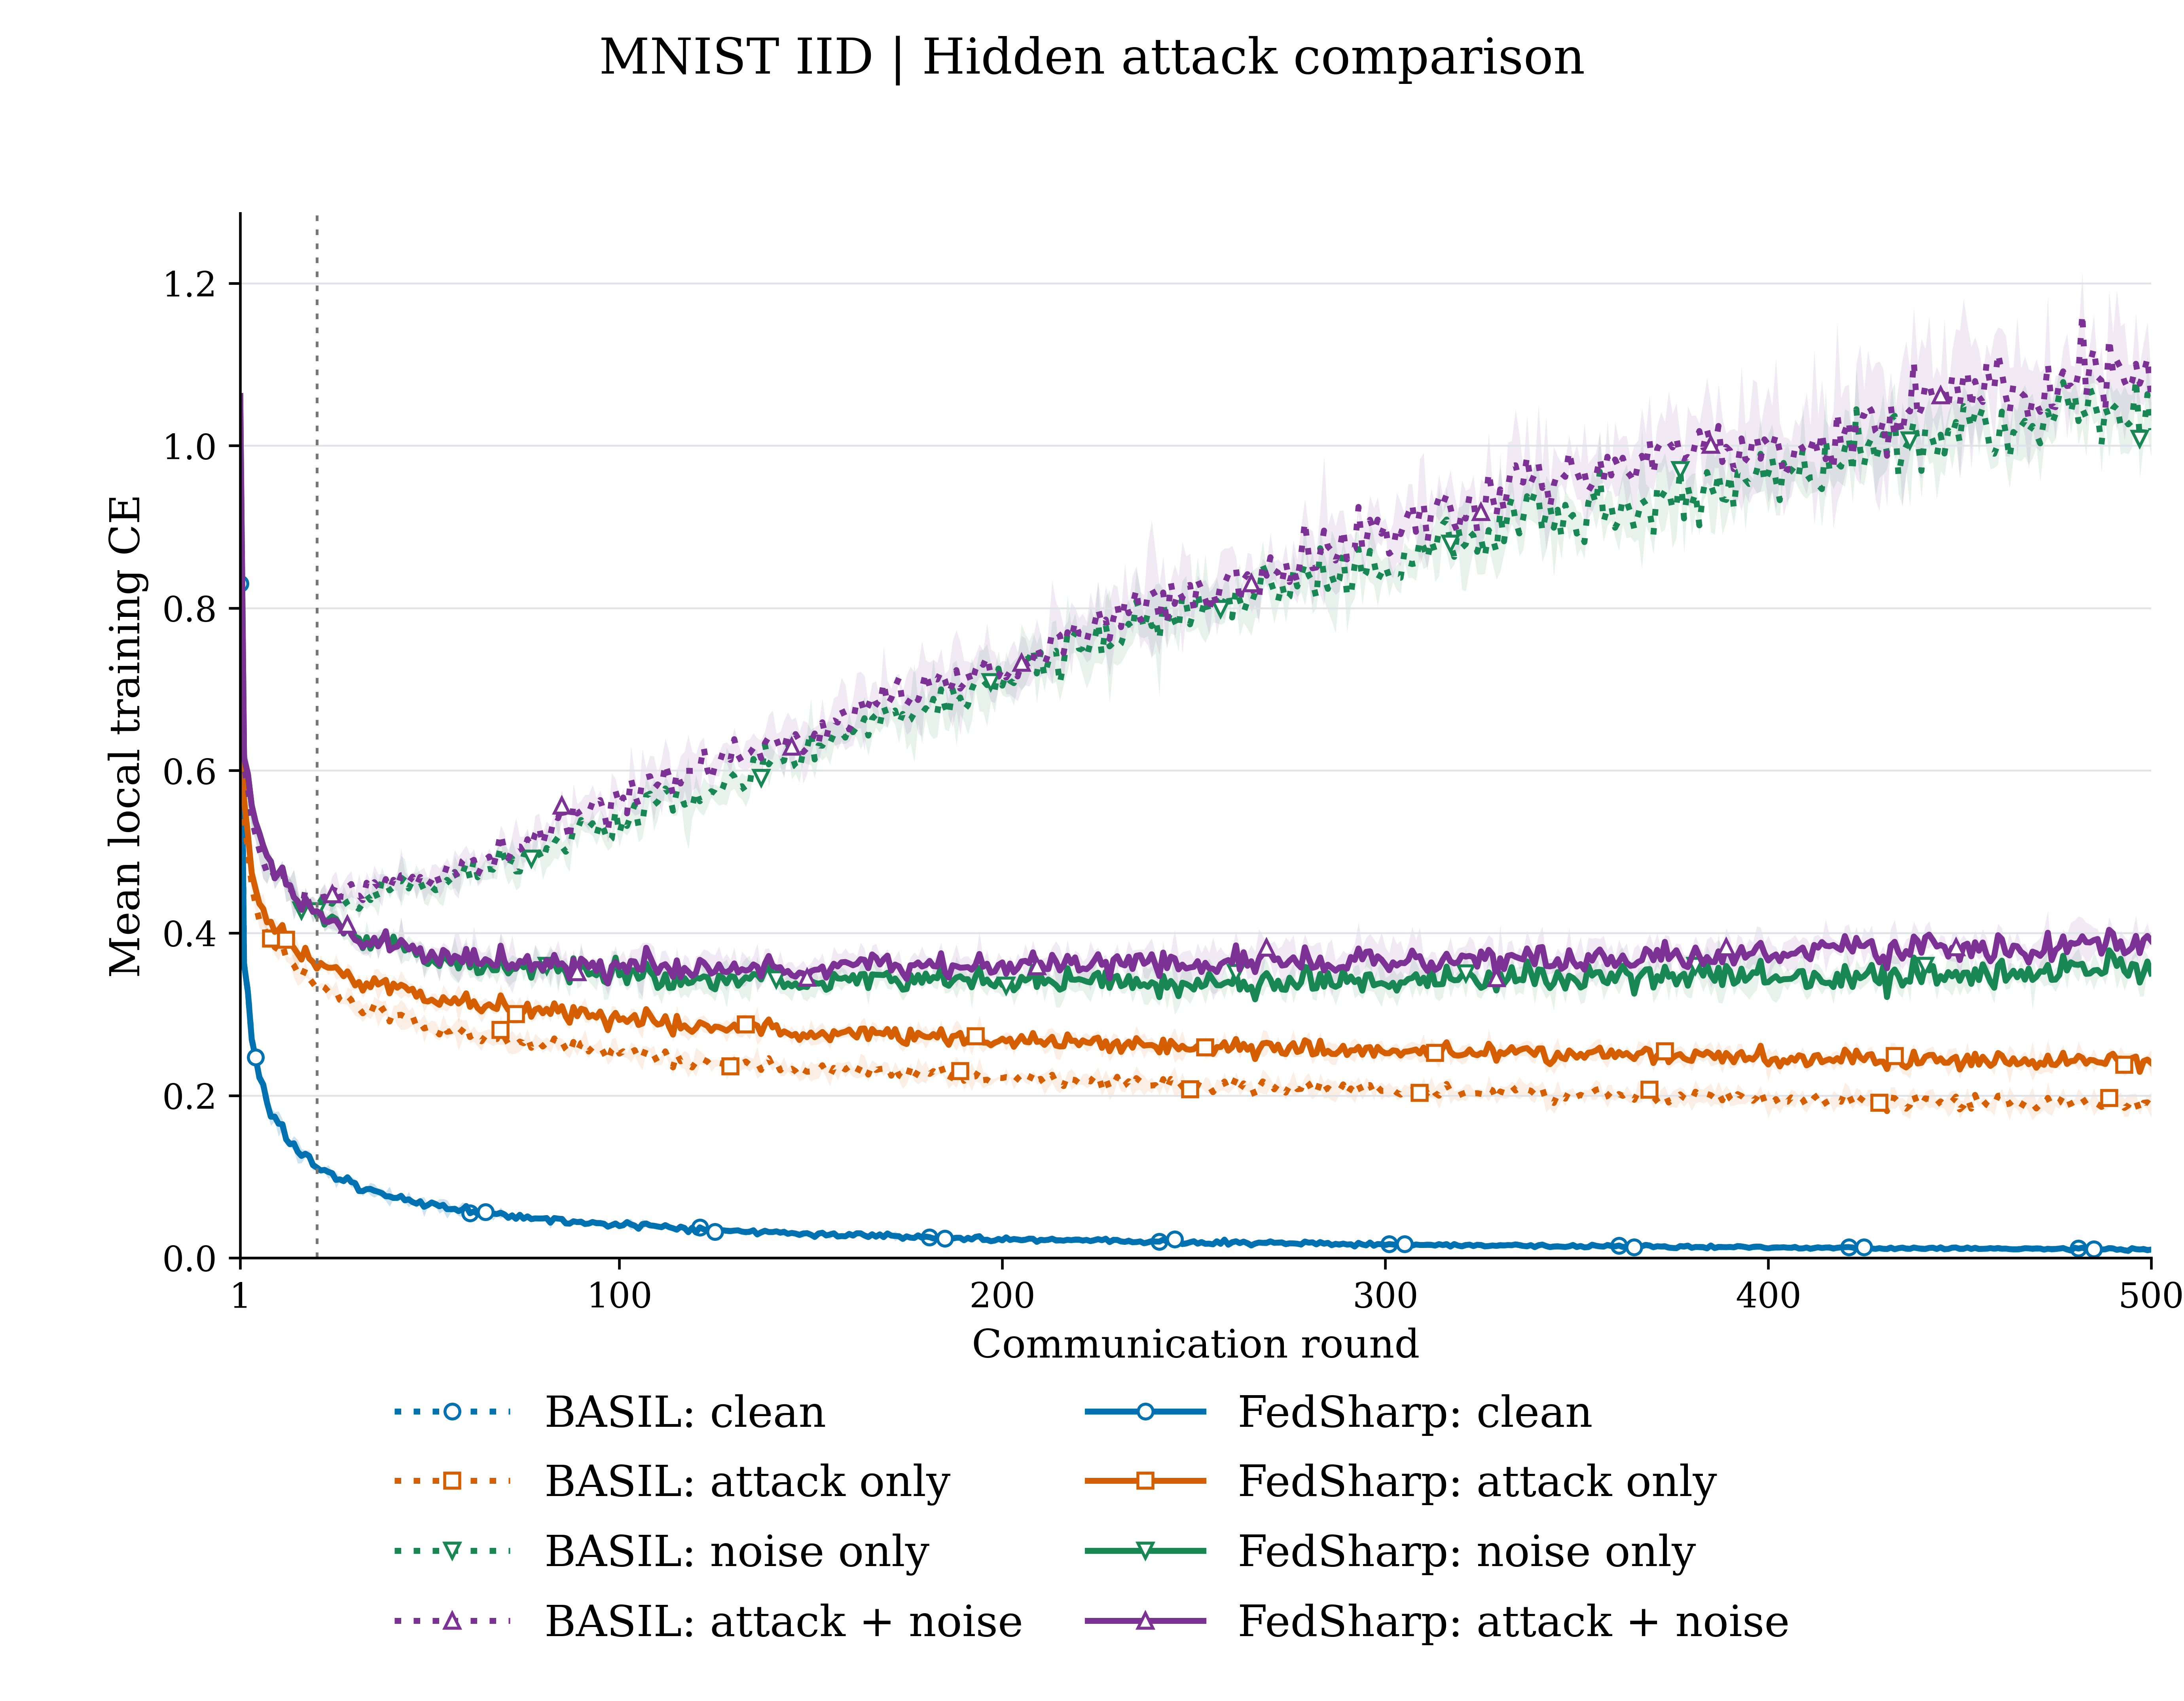 MNIST IID | Hidden attack comparison
Mean local training CE
1.2
1.0
0.8
0.6
0.4
0.2
0.0
1
100
200
300
400
500
Communication round
BASIL: clean
BASIL: attack only
BASIL: noise only
BASIL: attack + noise
FedSharp: clean
FedSharp: attack only
FedSharp: noise only
FedSharp: attack + noise